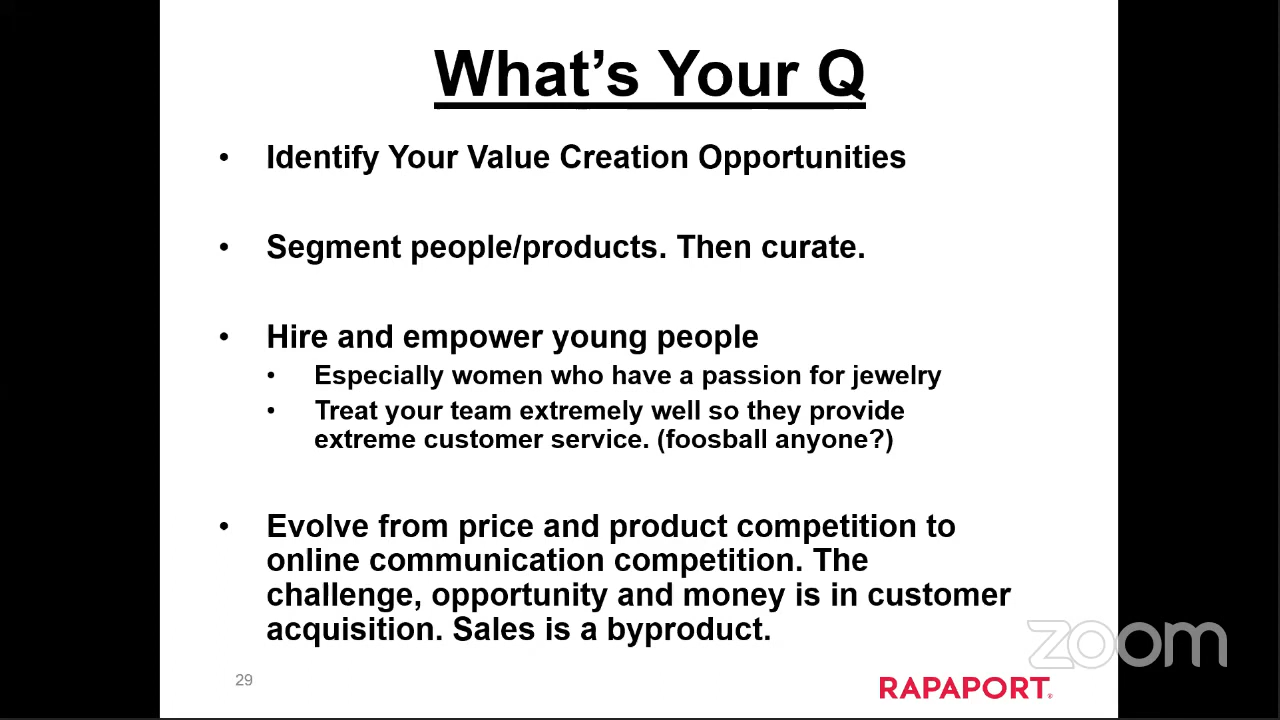 What’s Your Q
• Identify Your Value Creation Opportunities
• Segment people/products. Then curate.
• Hire and empower young people
• Especially women who have a passion for jewelry
• Treat your team extremely well so they provide
extreme customer service. (foosball anyone?)
• Evolve from price and product competition to
online communication competition. The
challenge, opportunity and money is in customer
acquisition. Sales is a byproduct.
zoom
29
RAPAPORT®